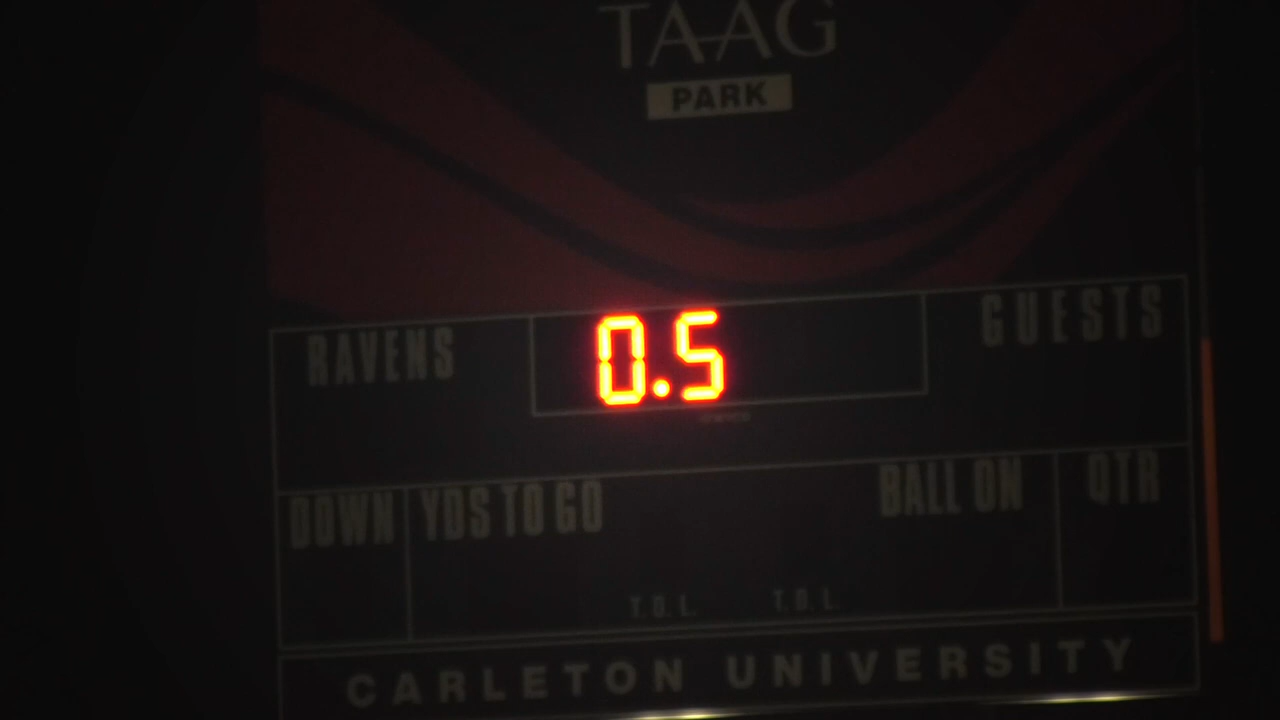 TAAG
PARK
RAVENS
0.5
GUESTS
DOWN
YDS TO GO
BALL ON
QTR
T.O.L.
T.O.L.
CARLETON UNIVERSITY